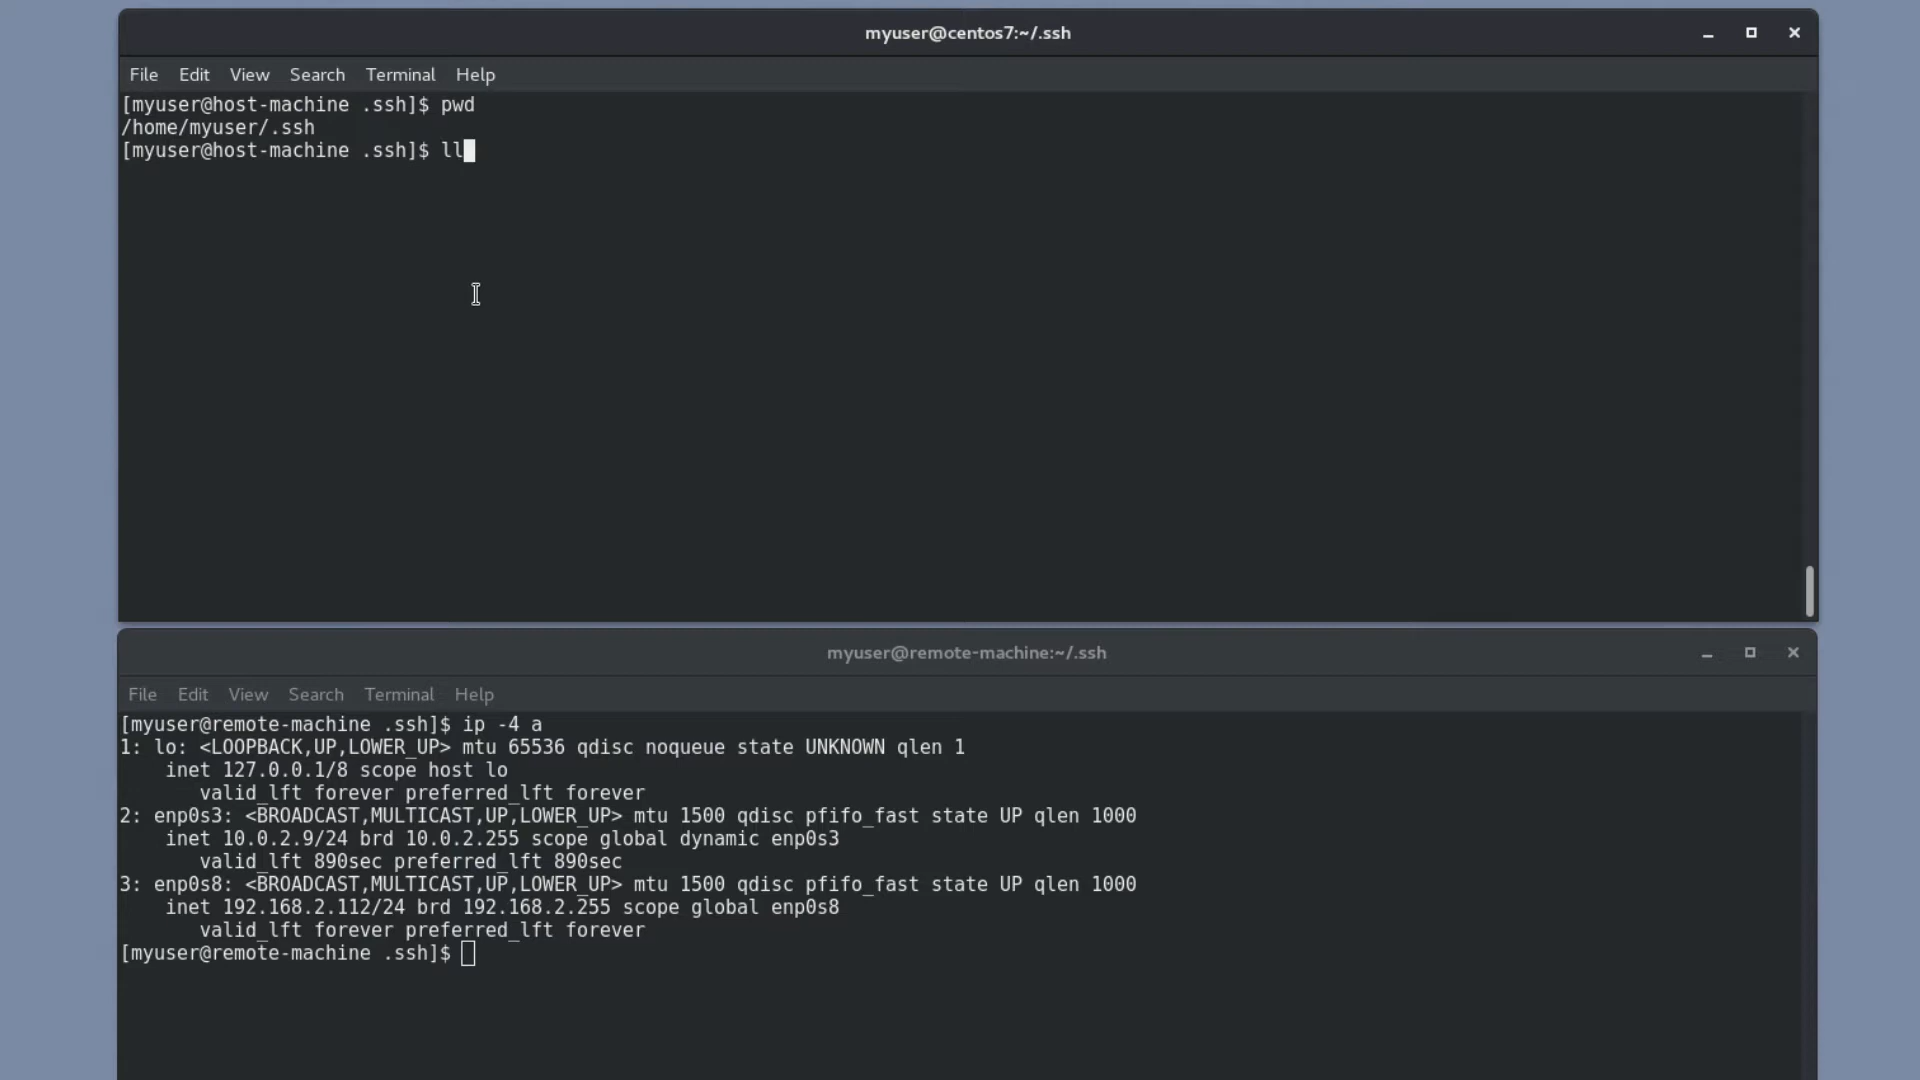 myuser@centos7:~/.ssh
File Edit View Search Terminal Help
[myuser@host-machine .ssh]$ pwd
/home/myuser/.ssh
[myuser@host-machine .ssh]$ ll
myuser@remote-machine:~/.ssh
File Edit View Search Terminal Help
[myuser@remote-machine .ssh]$ ip -4 a
1: lo: <LOOPBACK,UP,LOWER_UP> mtu 65536 qdisc noqueue state UNKNOWN qlen 1
    inet 127.0.0.1/8 scope host lo
       valid_lft forever preferred_lft forever
2: enp0s3: <BROADCAST,MULTICAST,UP,LOWER_UP> mtu 1500 qdisc pfifo_fast state UP qlen 1000
    inet 10.0.2.9/24 brd 10.0.2.255 scope global dynamic enp0s3
       valid_lft 890sec preferred_lft 890sec
3: enp0s8: <BROADCAST,MULTICAST,UP,LOWER_UP> mtu 1500 qdisc pfifo_fast state UP qlen 1000
    inet 192.168.2.112/24 brd 192.168.2.255 scope global enp0s8
       valid_lft forever preferred_lft forever
[myuser@remote-machine .ssh]$